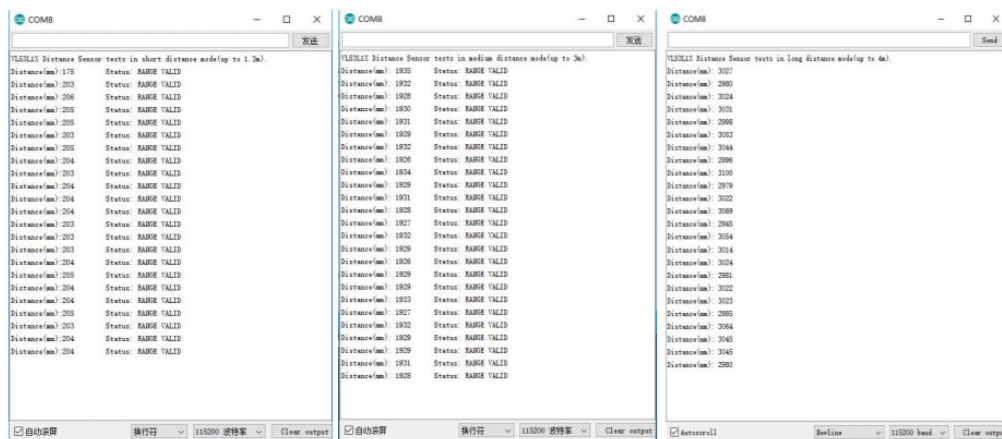 COM8
发送
VL53L1X Distance Sensor tests in short distance mode(up to 1.3m).
Distance(mm):175 Status: RANGE VALID
Distance(mm):203 Status: RANGE VALID
Distance(mm):206 Status: RANGE VALID
Distance(mm):205 Status: RANGE VALID
Distance(mm):205 Status: RANGE VALID
Distance(mm):203 Status: RANGE VALID
Distance(mm):205 Status: RANGE VALID
Distance(mm):204 Status: RANGE VALID
Distance(mm):203 Status: RANGE VALID
Distance(mm):204 Status: RANGE VALID
Distance(mm):204 Status: RANGE VALID
Distance(mm):204 Status: RANGE VALID
Distance(mm):203 Status: RANGE VALID
Distance(mm):203 Status: RANGE VALID
Distance(mm):203 Status: RANGE VALID
Distance(mm):204 Status: RANGE VALID
Distance(mm):205 Status: RANGE VALID
Distance(mm):204 Status: RANGE VALID
Distance(mm):204 Status: RANGE VALID
Distance(mm):205 Status: RANGE VALID
Distance(mm):203 Status: RANGE VALID
Distance(mm):204 Status: RANGE VALID
Distance(mm):204 Status: RANGE VALID
自动滚屏 换行符 115200 波特率 Clear output
COM8
发送
VL53L1X Distance Sensor tests in medium distance mode(up to 3m).
Distance(mm): 1935 Status: RANGE VALID
Distance(mm): 1932 Status: RANGE VALID
Distance(mm): 1928 Status: RANGE VALID
Distance(mm): 1930 Status: RANGE VALID
Distance(mm): 1931 Status: RANGE VALID
Distance(mm): 1929 Status: RANGE VALID
Distance(mm): 1932 Status: RANGE VALID
Distance(mm): 1926 Status: RANGE VALID
Distance(mm): 1934 Status: RANGE VALID
Distance(mm): 1929 Status: RANGE VALID
Distance(mm): 1931 Status: RANGE VALID
Distance(mm): 1928 Status: RANGE VALID
Distance(mm): 1927 Status: RANGE VALID
Distance(mm): 1932 Status: RANGE VALID
Distance(mm): 1929 Status: RANGE VALID
Distance(mm): 1926 Status: RANGE VALID
Distance(mm): 1929 Status: RANGE VALID
Distance(mm): 1929 Status: RANGE VALID
Distance(mm): 1933 Status: RANGE VALID
Distance(mm): 1927 Status: RANGE VALID
Distance(mm): 1932 Status: RANGE VALID
Distance(mm): 1929 Status: RANGE VALID
Distance(mm): 1929 Status: RANGE VALID
Distance(mm): 1931 Status: RANGE VALID
Distance(mm): 1928 Status: RANGE VALID
自动滚屏 换行符 115200 波特率 Clear output
COM8
Send
VL53L1X Distance Sensor tests in long distance mode(up to 4m).
Distance(mm): 3027
Distance(mm): 2980
Distance(mm): 3024
Distance(mm): 3031
Distance(mm): 2998
Distance(mm): 3053
Distance(mm): 3044
Distance(mm): 2996
Distance(mm): 3100
Distance(mm): 2979
Distance(mm): 3022
Distance(mm): 3069
Distance(mm): 2945
Distance(mm): 3054
Distance(mm): 3014
Distance(mm): 3024
Distance(mm): 2981
Distance(mm): 3022
Distance(mm): 3023
Distance(mm): 2985
Distance(mm): 3064
Distance(mm): 3045
Distance(mm): 3045
Distance(mm): 2980
Autoscroll Newline 115200 baud Clear outp